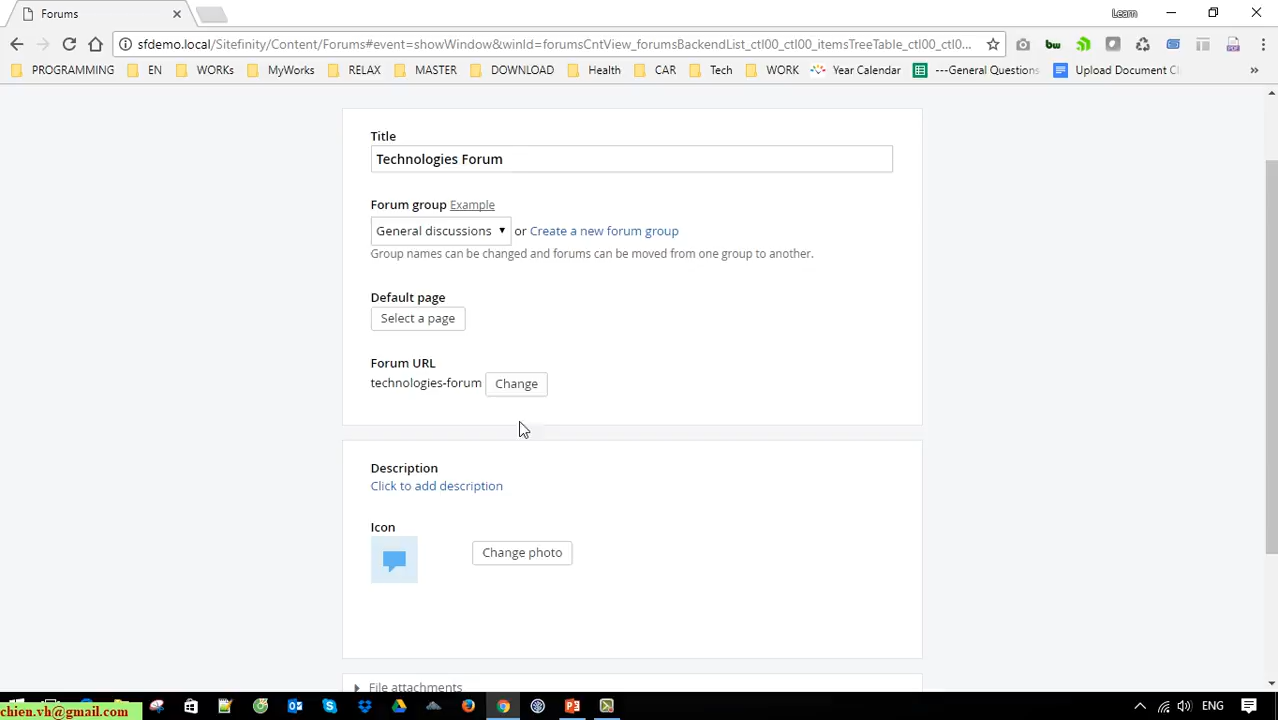 Forums
Learn
sfdemo.local/Sitefinity/Content/Forums#event=showWindow&winId=forumsCntView_forumsBackendList_ctl00_ctl00_itemsTreeTable_ctl00_ctl0...
PROGRAMMING EN WORKs MyWorks RELAX MASTER DOWNLOAD Health CAR Tech WORK Year Calendar ---General Questions Upload Document Cl
Title
Technologies Forum
Forum group Example
General discussions or Create a new forum group
Group names can be changed and forums can be moved from one group to another.
Default page
Select a page
Forum URL
technologies-forum Change
Description
Click to add description
Icon
Change photo
File attachments
ENG
chien.vh@gmail.com